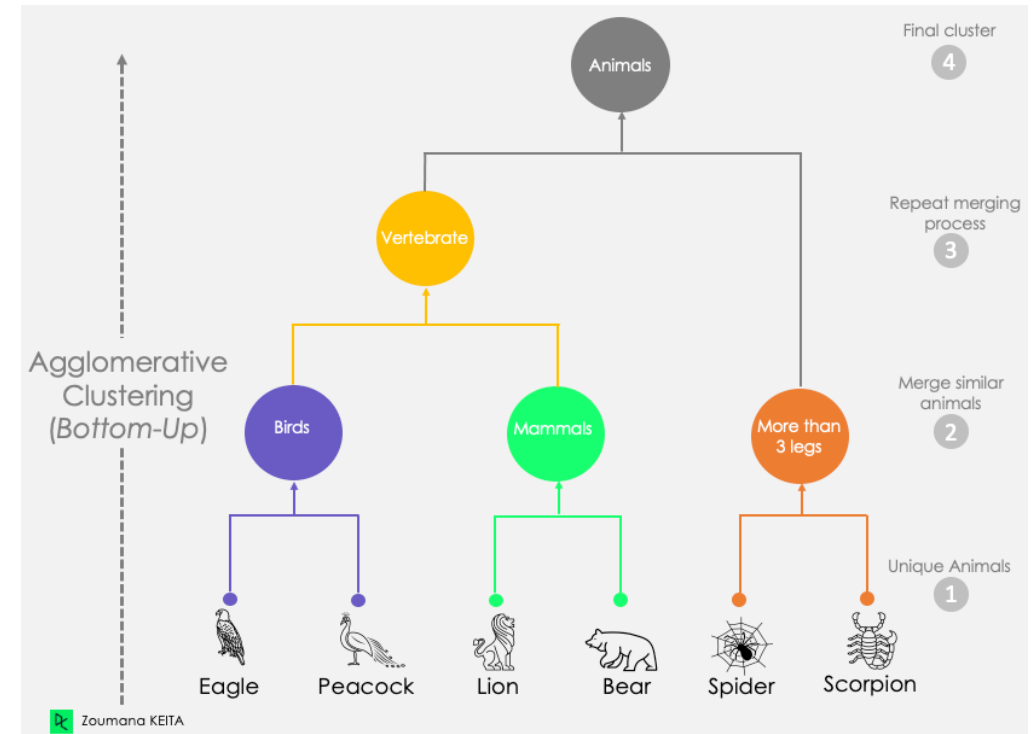 Final cluster
4
Animals
Repeat merging
process
3
Vertebrate
Agglomerative
Clustering
(Bottom-Up)
Merge similar
animals
2
Birds
Mammals
More than
3 legs
Unique Animals
1
Eagle
Peacock
Lion
Bear
Spider
Scorpion
Zoumana KEITA